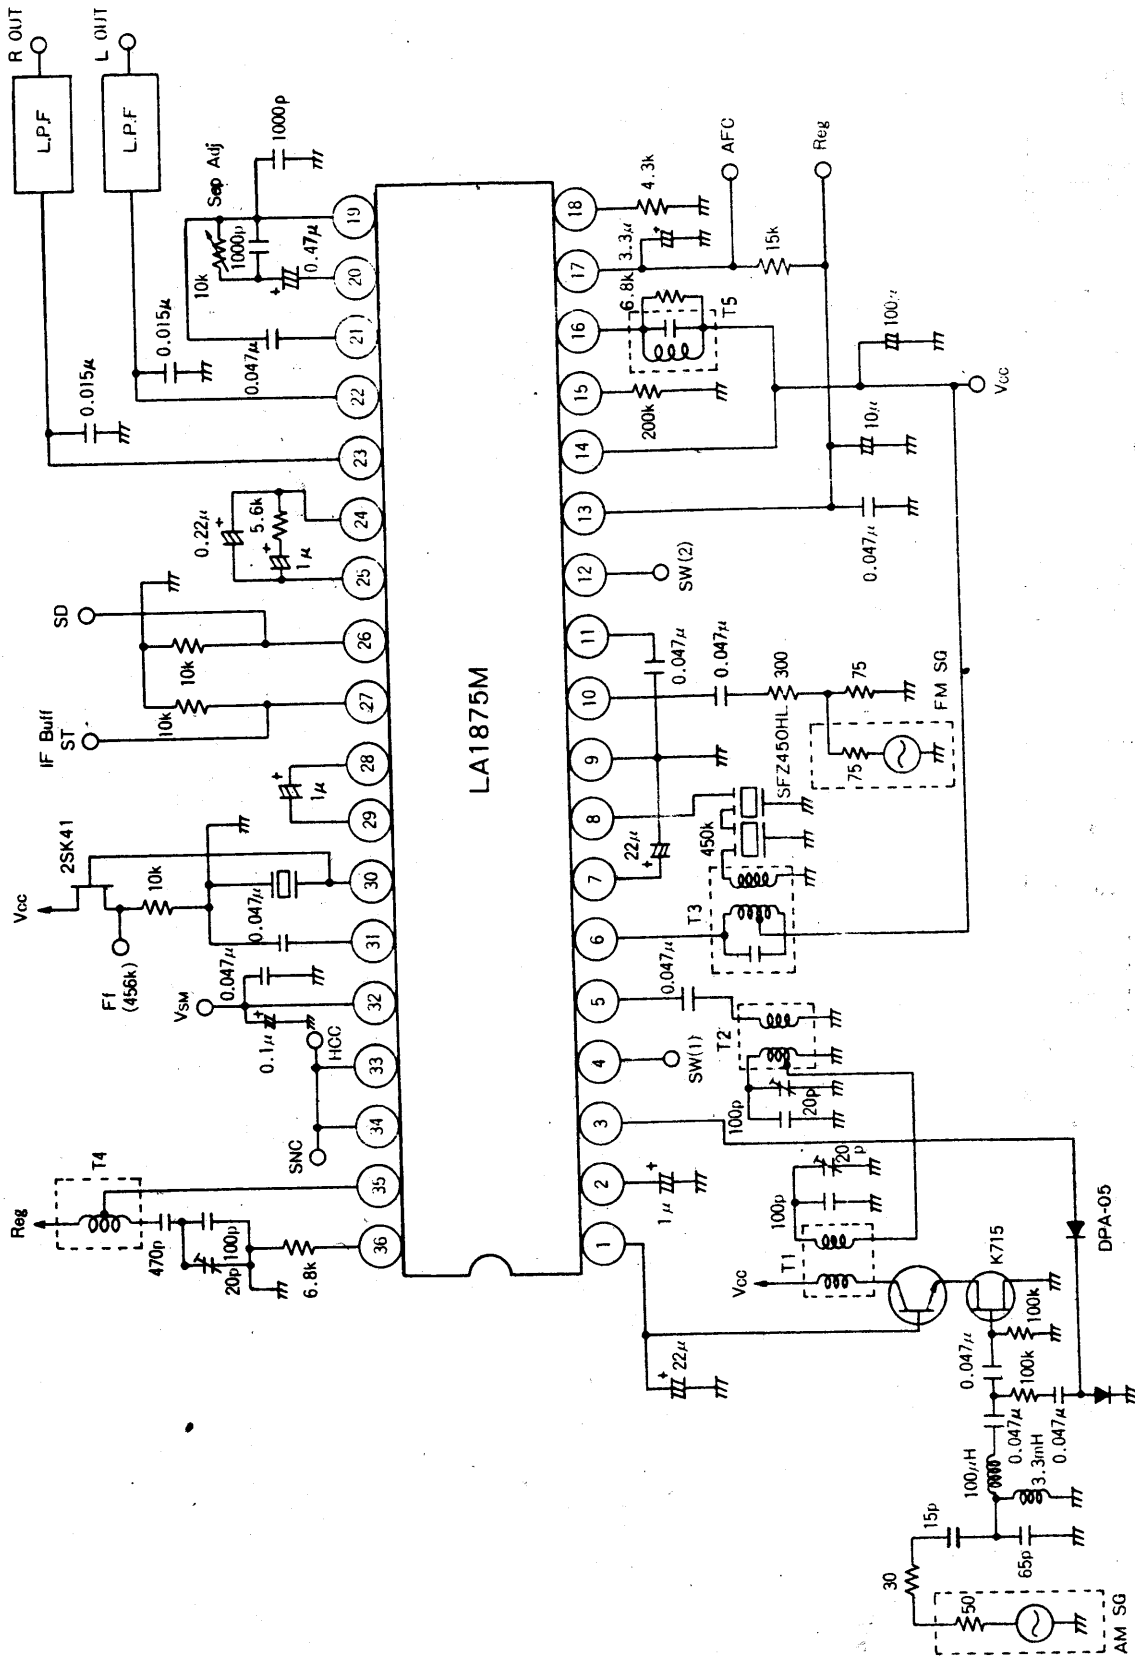 R OUT
L OUT
L.P.F
L.P.F
0.015μ
0.015μ
10k
Sep Adj
1000p
1000p
0.47μ
0.047μ
SD
IF Buff
ST
10k
10k
0.22μ
5.6k
1μ
1μ
Vcc
2SK41
10k
0.047μ
Ff
(456k)
VSM
0.047μ
0.1μ
HCC
SNC
Reg
T4
470p
20p
100p
6.8k
36
35
34
33
32
31
30
29
28
27
26
25
24
23
22
21
20
19
LA1875M
1
2
3
4
5
6
7
8
9
10
11
12
13
14
15
16
17
18
4.3k
3.3μ
6.8k
T5
AFC
15k
Reg
200k
100μ
Vcc
10μ
0.047μ
SW(2)
0.047μ
0.047μ
300
75
75
FM SG
22μ
SFZ450HL
450k
T3
0.047μ
T2
SW(1)
100p
20p
20p
100p
1μ
T1
Vcc
22μ
K715
DPA-05
100k
0.047μ
100k
0.047μ
0.047μ
100μH
3.3mH
15p
65p
30
50
AM SG